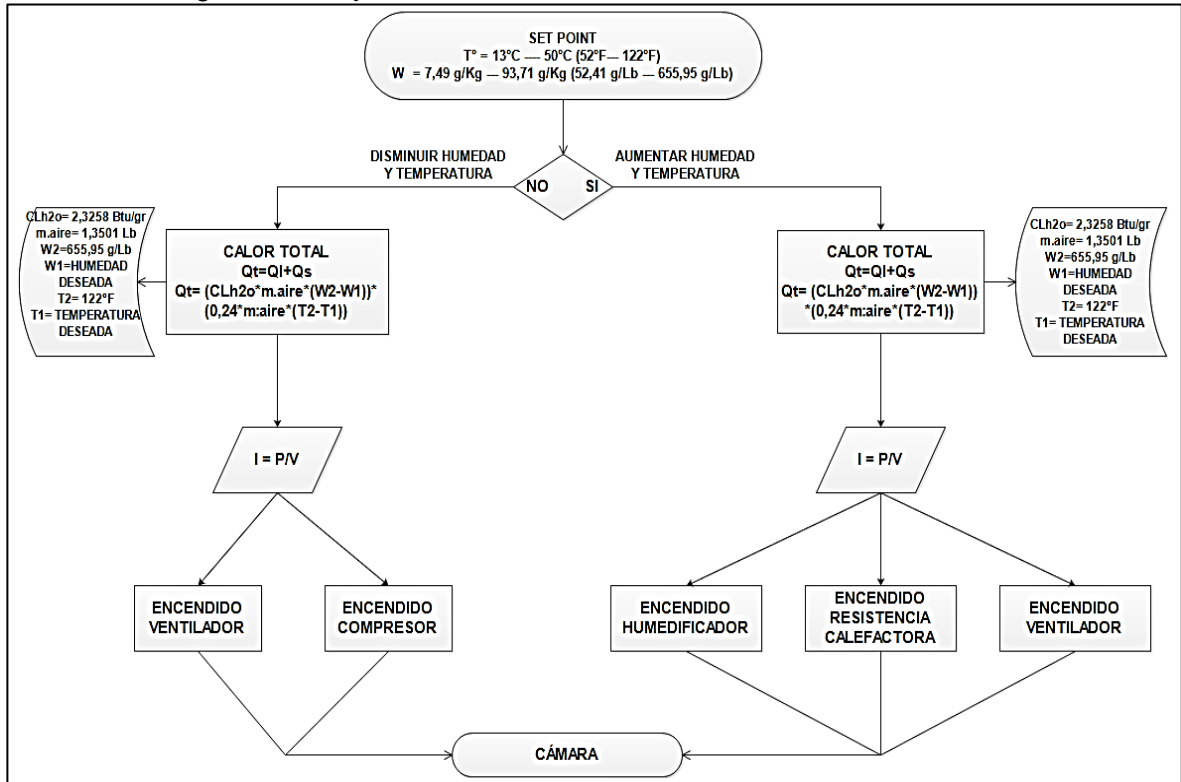 SET POINT
T° = 13°C — 50°C (52°F— 122°F)
W = 7,49 g/Kg — 93,71 g/Kg (52,41 g/Lb — 655,95 g/Lb)
DISMINUIR HUMEDAD
Y TEMPERATURA
AUMENTAR HUMEDAD
Y TEMPERATURA
NO
SI
CLh2o= 2,3258 Btu/gr
m.aire= 1,3501 Lb
W2=655,95 g/Lb
W1=HUMEDAD
DESEADA
T2= 122°F
T1= TEMPERATURA
DESEADA
CALOR TOTAL
Qt=Ql+Qs
Qt= (CLh2o*m.aire*(W2-W1))*
(0,24*m:aire*(T2-T1))
CALOR TOTAL
Qt=Ql+Qs
Qt= (CLh2o*m.aire*(W2-W1))
*(0,24*m:aire*(T2-T1))
CLh2o= 2,3258 Btu/gr
m.aire= 1,3501 Lb
W2=655,95 g/Lb
W1=HUMEDAD
DESEADA
T2= 122°F
T1= TEMPERATURA
DESEADA
I = P/V
I = P/V
ENCENDIDO
VENTILADOR
ENCENDIDO
COMPRESOR
ENCENDIDO
HUMEDIFICADOR
ENCENDIDO
RESISTENCIA
CALEFACTORA
ENCENDIDO
VENTILADOR
CÁMARA